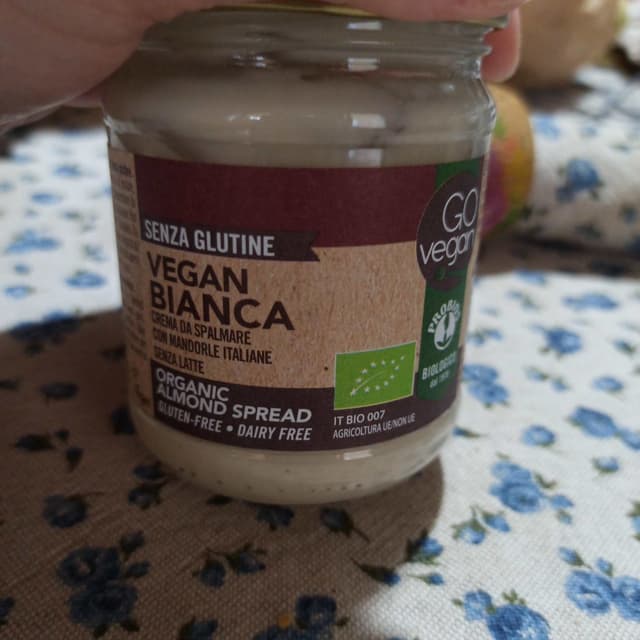 SENZA GLUTINE
VEGAN
BIANCA
CREMA DA SPALMARE
CON MANDORLE ITALIANE
SENZA LATTE
ORGANIC
ALMOND SPREAD
GLUTEN-FREE • DAIRY FREE
GO
vegan
PROBIOS
BIOLOGICO
IT BIO 007
AGRICOLTURA UE/NON UE